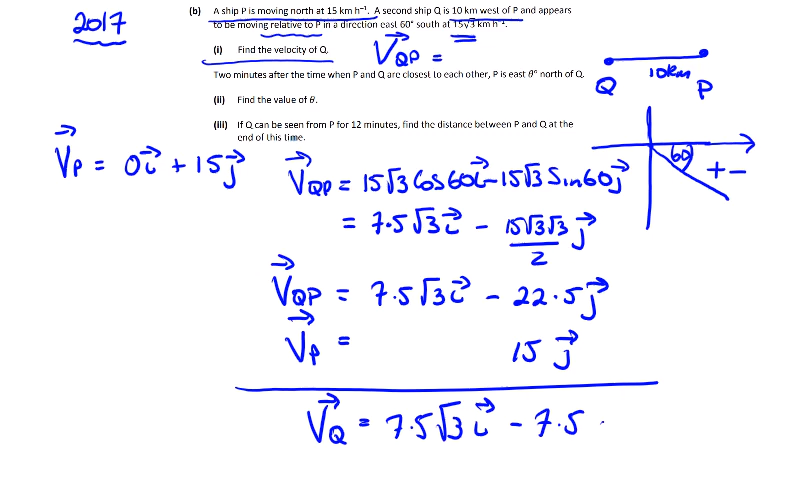 2017
(b) A ship P is moving north at 15 km h⁻¹. A second ship Q is 10 km west of P and appears
to be moving relative to P in a direction east 60° south at 15√3 km h⁻¹.
(i) Find the velocity of Q.
V⃗QP =
Two minutes after the time when P and Q are closest to each other, P is east θ° north of Q.
(ii) Find the value of θ.
(iii) If Q can be seen from P for 12 minutes, find the distance between P and Q at the
end of this time.
10km
Q P
60
+ −
V⃗P = 0i⃗ + 15j⃗
V⃗QP = 15√3 Cos60i⃗ − 15√3 Sin60j⃗
= 7.5√3i⃗ − 15√3√3/2 j⃗
V⃗QP = 7.5√3i⃗ − 22.5j⃗
V⃗P = 15j⃗
V⃗Q = 7.5√3i⃗ − 7.5